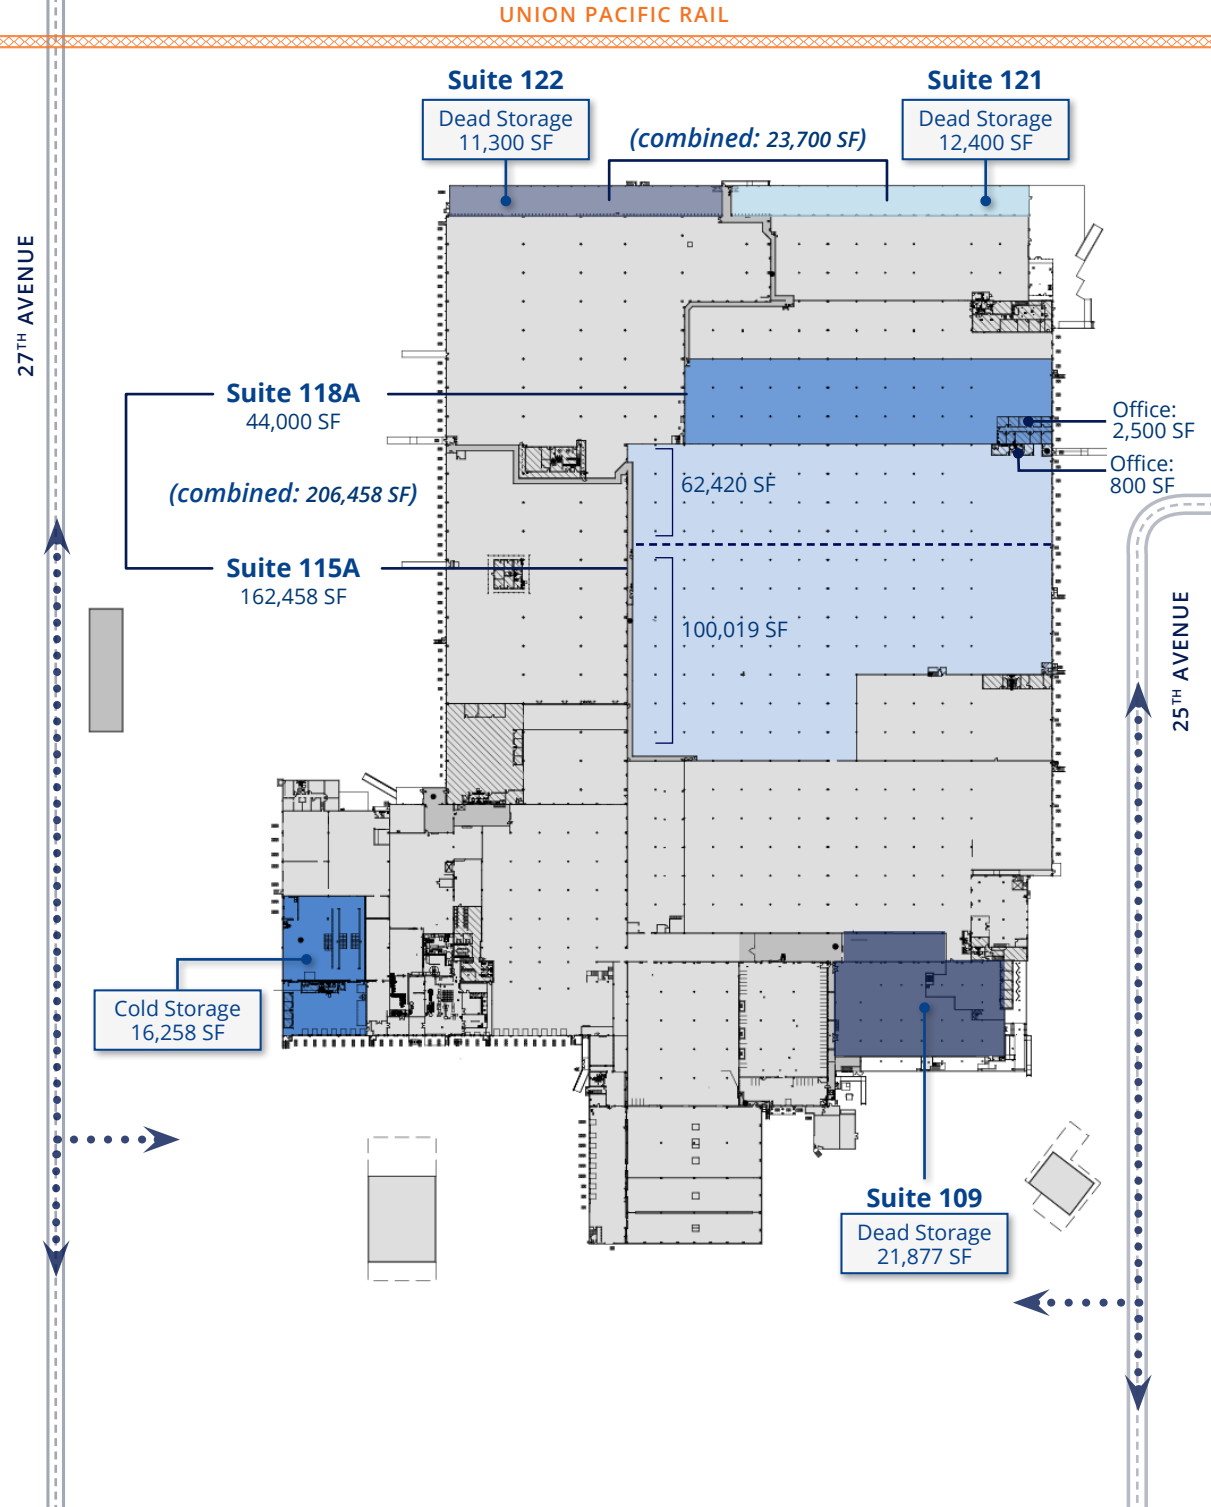 UNION PACIFIC RAIL
Suite 122
Dead Storage
11,300 SF
(combined: 23,700 SF)
Suite 121
Dead Storage
12,400 SF
27TH AVENUE
Suite 118A
44,000 SF
Office:
2,500 SF
Office:
800 SF
(combined: 206,458 SF)
62,420 SF
Suite 115A
162,458 SF
100,019 SF
25TH AVENUE
Cold Storage
16,258 SF
Suite 109
Dead Storage
21,877 SF